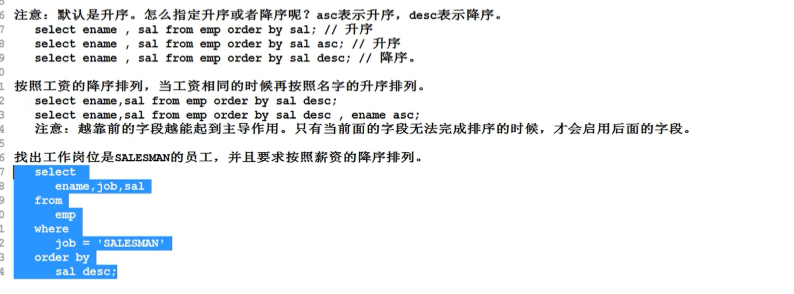 6 注意：默认是升序。怎么指定升序或者降序呢？asc表示升序，desc表示降序。
7 select ename , sal from emp order by sal; // 升序
8 select ename , sal from emp order by sal asc; // 升序
9 select ename , sal from emp order by sal desc; // 降序。
0
1 按照工资的降序排列，当工资相同的时候再按照名字的升序排列。
2 select ename,sal from emp order by sal desc;
3 select ename,sal from emp order by sal desc , ename asc;
4 注意：越靠前的字段越能起到主导作用。只有当前面的字段无法完成排序的时候，才会启用后面的字段。
5
6 找出工作岗位是SALESMAN的员工，并且要求按照薪资的降序排列。
7 select
8 ename,job,sal
9 from
0 emp
1 where
2 job = 'SALESMAN'
3 order by
4 sal desc;